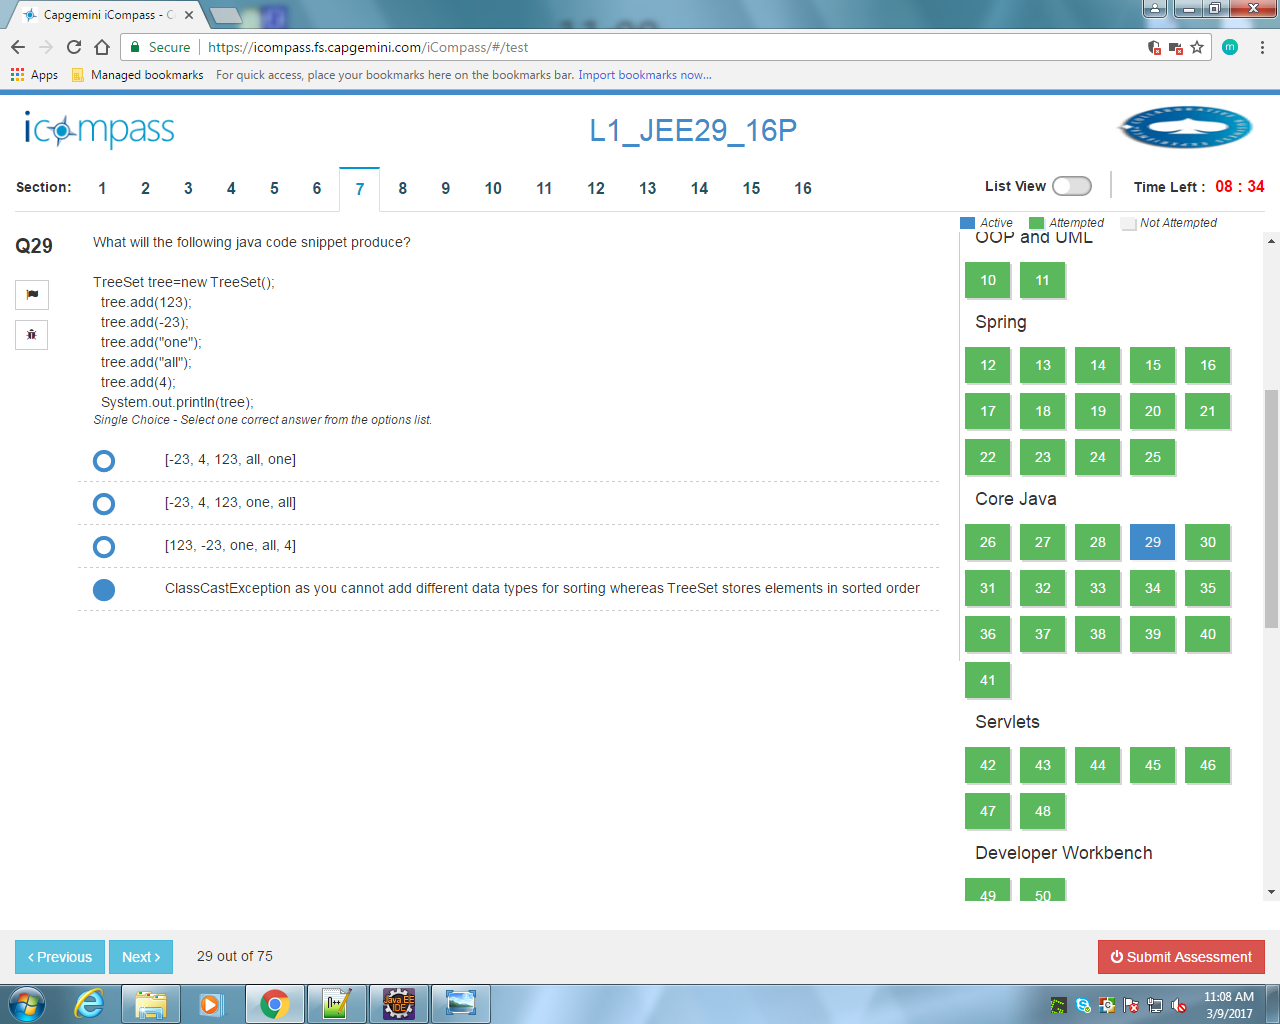 Capgemini iCompass - C
Secure
https://icompass.fs.capgemini.com/iCompass/#/test
m
Apps
Managed bookmarks
For quick access, place your bookmarks here on the bookmarks bar. Import bookmarks now...
icompass
L1_JEE29_16P
Section: 1 2 3 4 5 6 7 8 9 10 11 12 13 14 15 16
List View
Time Left : 08 : 34
Active Attempted Not Attempted
Q29
What will the following java code snippet produce?
TreeSet tree=new TreeSet();
tree.add(123);
tree.add(-23);
tree.add("one");
tree.add("all");
tree.add(4);
System.out.println(tree);
Single Choice - Select one correct answer from the options list.
[-23, 4, 123, all, one]
[-23, 4, 123, one, all]
[123, -23, one, all, 4]
ClassCastException as you cannot add different data types for sorting whereas TreeSet stores elements in sorted order
OOP and UML
10 11
Spring
12 13 14 15 16
17 18 19 20 21
22 23 24 25
Core Java
26 27 28 29 30
31 32 33 34 35
36 37 38 39 40
41
Servlets
42 43 44 45 46
47 48
Developer Workbench
49 50
Previous
Next
29 out of 75
Submit Assessment
Java EE
IDE
11:08 AM
3/9/2017